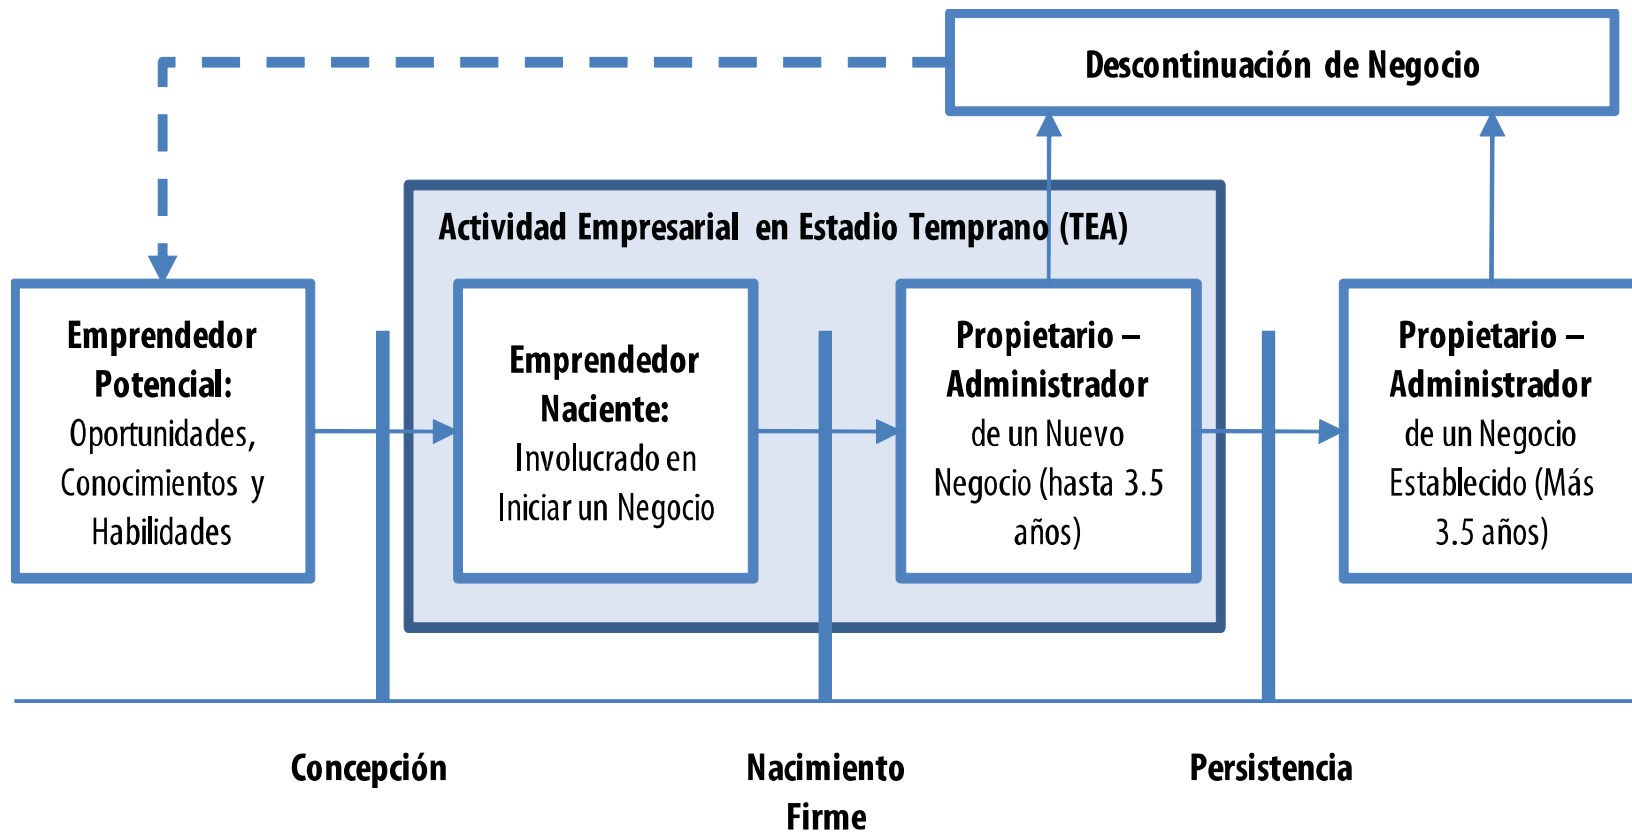 Descontinuación de Negocio
Actividad Empresarial en Estadio Temprano (TEA)
Emprendedor
Potencial:
Oportunidades,
Conocimientos y
Habilidades
Emprendedor
Naciente:
Involucrado en
Iniciar un Negocio
Propietario –
Administrador
de un Nuevo
Negocio (hasta 3.5
años)
Propietario –
Administrador
de un Negocio
Establecido (Más
3.5 años)
Concepción
Nacimiento
Firme
Persistencia